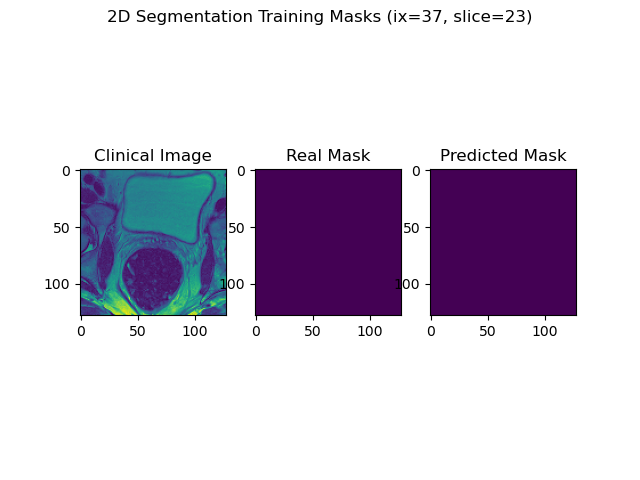 2D Segmentation Training Masks (ix=37, slice=23)
Clinical Image Real Mask Predicted Mask
0 0 0
50 50 50
100 100 100
0 50 100 0 50 100 0 50 100